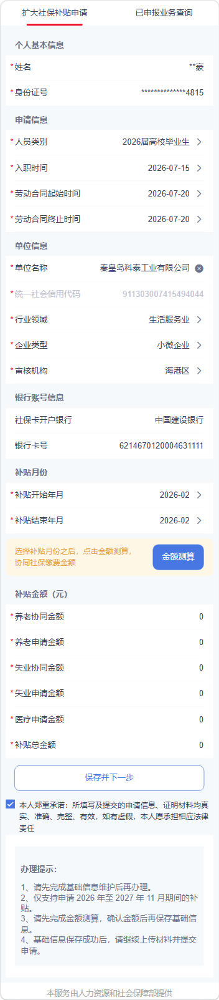 扩大社保补贴申请 已申报业务查询
个人基本信息
*姓名 **豪
*身份证号 **************4815
申请信息
*人员类别 2026届高校毕业生
*入职时间 2026-07-15
*劳动合同起始时间 2026-07-20
*劳动合同终止时间 2026-07-20
单位信息
*单位名称 秦皇岛科泰工业有限公司
*统一社会信用代码 911303007415494044
*行业领域 生活服务业
*企业类型 小微企业
*审核机构 海港区
银行账号信息
社保卡开户银行 中国建设银行
银行卡号 6214670120004631111
补贴月份
*补贴开始年月 2026-02
*补贴结束年月 2026-02
选择补贴月份之后，点击金额测算，
协同社保缴费金额
金额测算
补贴金额（元）
*养老协同金额 0
*养老申请金额 0
*失业协同金额 0
*失业申请金额 0
*医疗申请金额 0
*补贴总金额 0
保存并下一步
本人郑重承诺：所填写及提交的申请信息、证明材料均真
实、准确、完整、有效，如有虚假，本人愿承担相应法律
责任
办理提示：
1、请先完成基础信息维护后再办理。
2、仅支持申请 2026 年至 2027 年 11 月期间的补
贴。
3、请先完成金额测算，确认金额后再保存基础信
息。
4、基础信息保存成功后，请继续上传材料并提交
申请。
本服务由人力资源和社会保障部提供